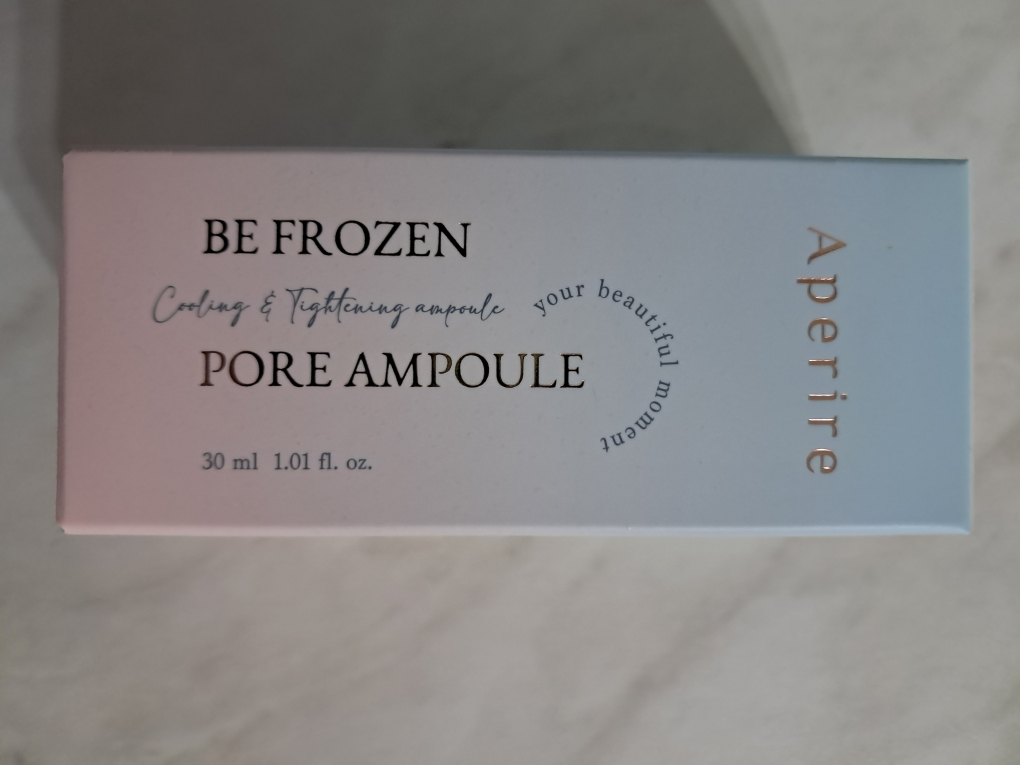 BE FROZEN
Cooling & Tightening ampoule
PORE AMPOULE
30 ml 1.01 fl. oz.
your beautiful moment
Aperire